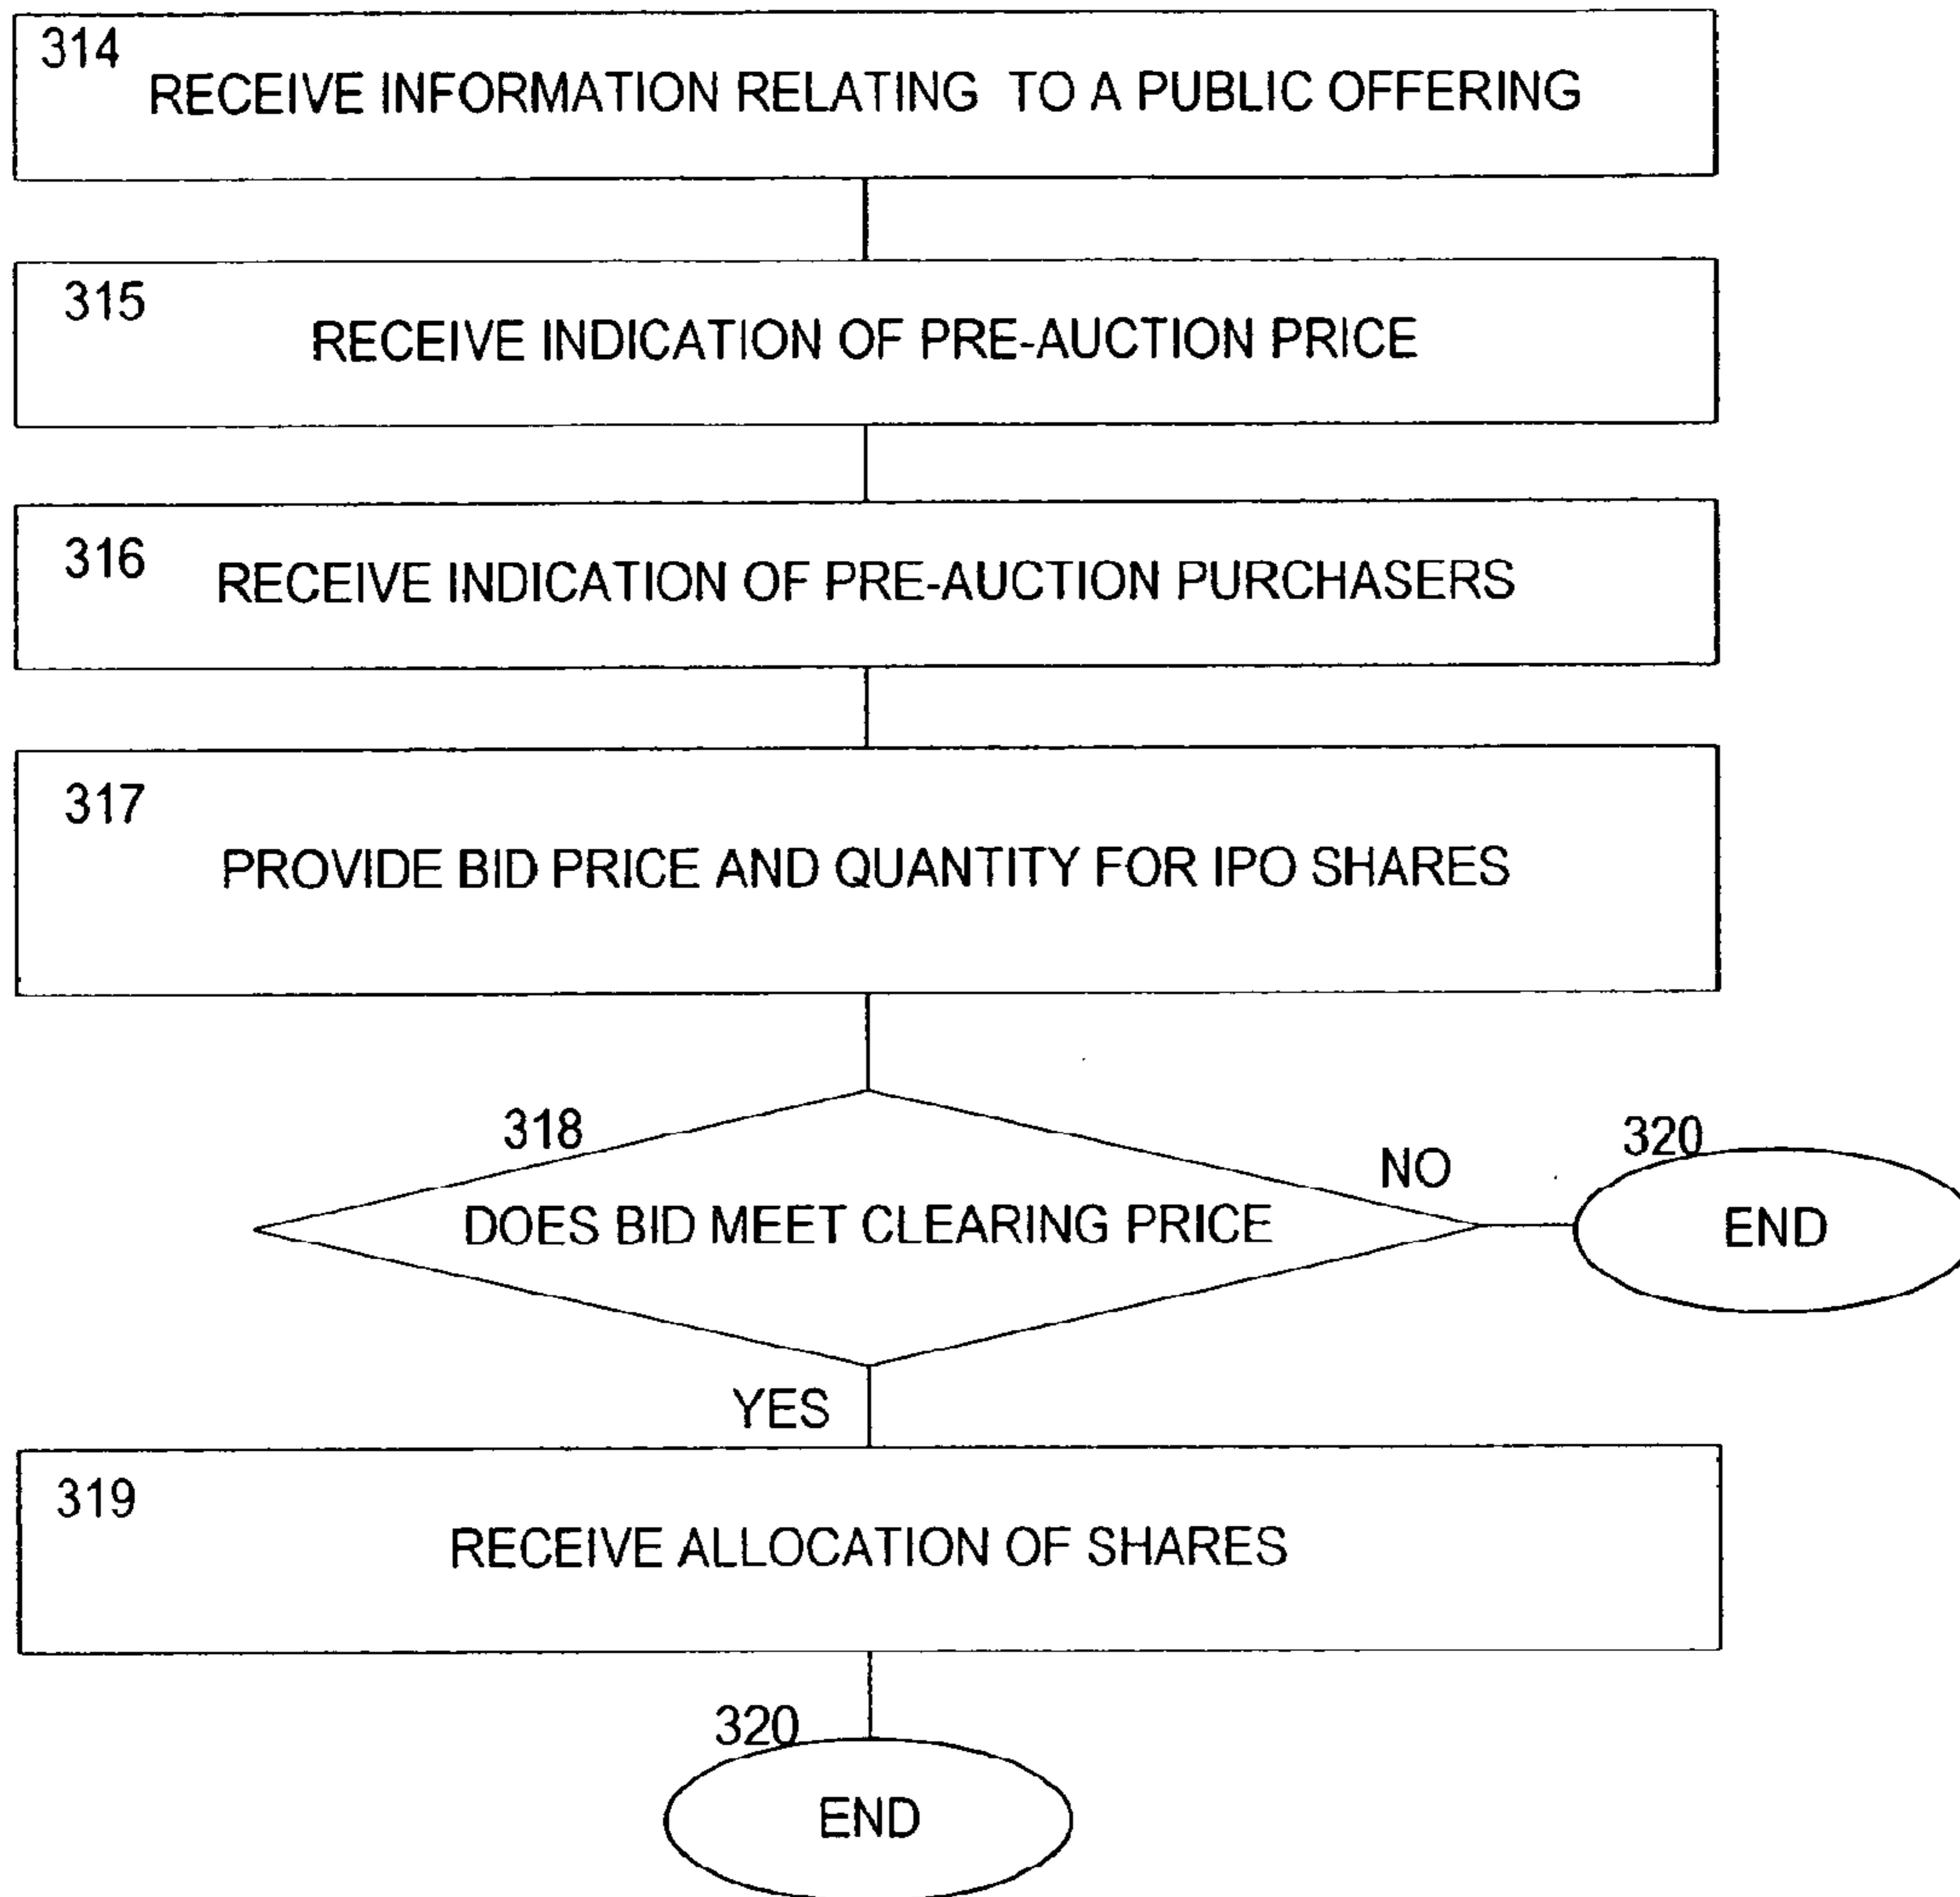 314
RECEIVE INFORMATION RELATING TO A PUBLIC OFFERING
315
RECEIVE INDICATION OF PRE-AUCTION PRICE
316
RECEIVE INDICATION OF PRE-AUCTION PURCHASERS
317
PROVIDE BID PRICE AND QUANTITY FOR IPO SHARES
318
DOES BID MEET CLEARING PRICE
NO
320
END
YES
319
RECEIVE ALLOCATION OF SHARES
320
END